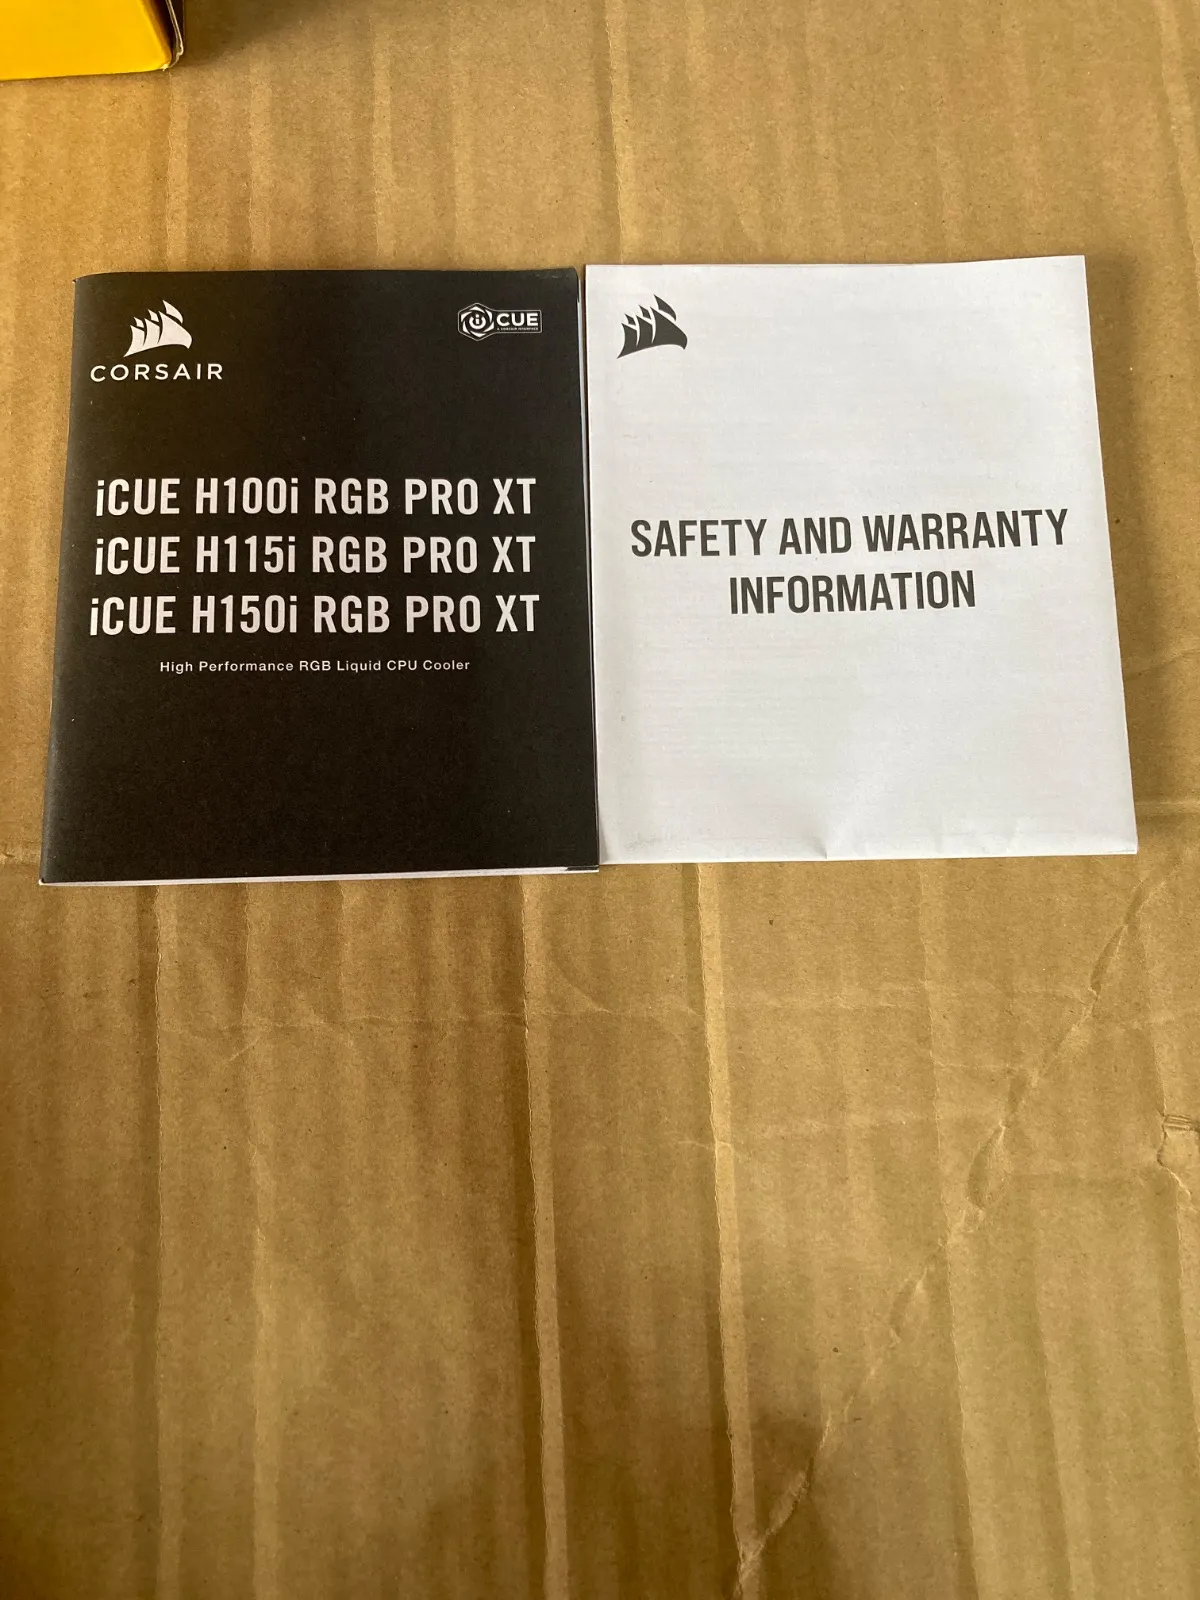 CORSAIR
iCUE
iCUE H100i RGB PRO XT
iCUE H115i RGB PRO XT
iCUE H150i RGB PRO XT
High Performance RGB Liquid CPU Cooler
SAFETY AND WARRANTY
INFORMATION